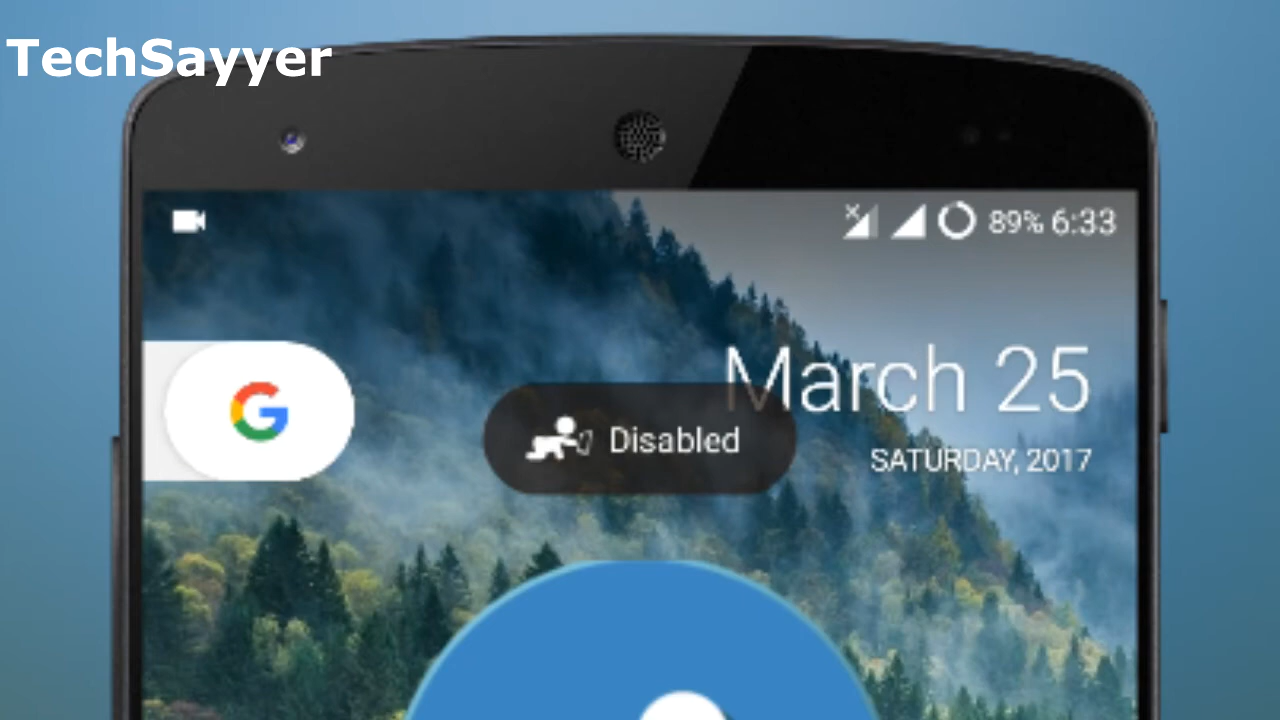 TechSayyer
89% 6:33
G
March 25
Disabled
SATURDAY, 2017